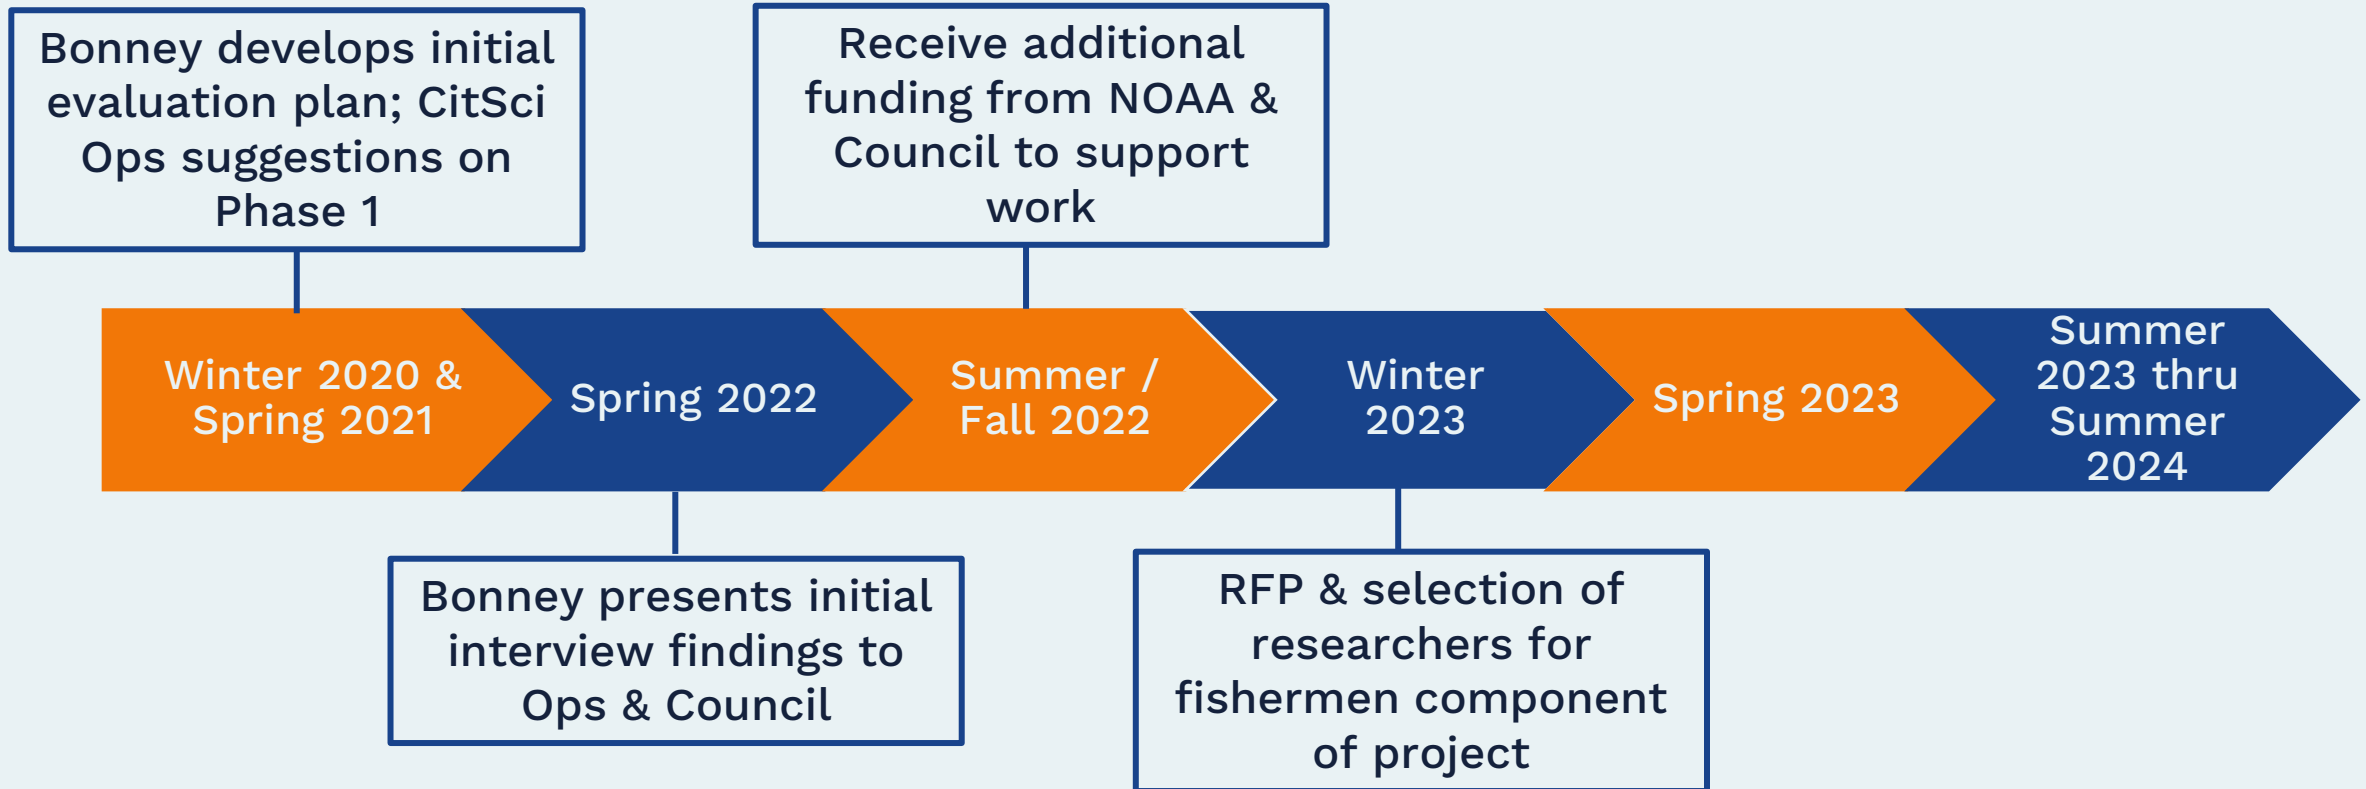 Bonney develops initial
evaluation plan; CitSci
Ops suggestions on
Phase 1
Receive additional
funding from NOAA &
Council to support
work
Winter 2020 &
Spring 2021
Spring 2022
Summer /
Fall 2022
Winter
2023
Spring 2023
Summer
2023 thru
Summer
2024
Bonney presents initial
interview findings to
Ops & Council
RFP & selection of
researchers for
fishermen component
of project